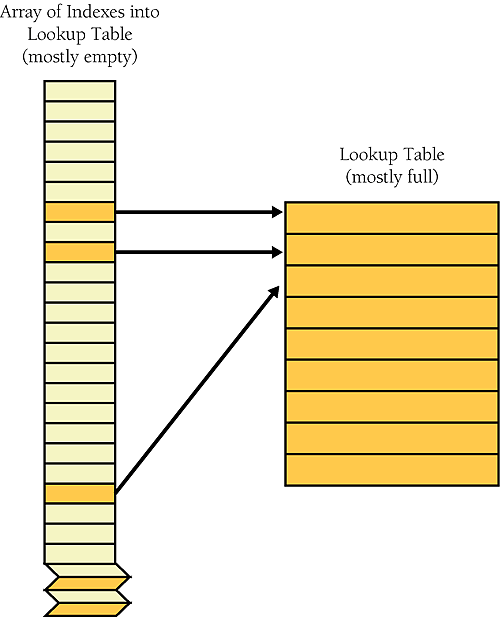 Array of Indexes into
Lookup Table
(mostly empty)
Lookup Table
(mostly full)